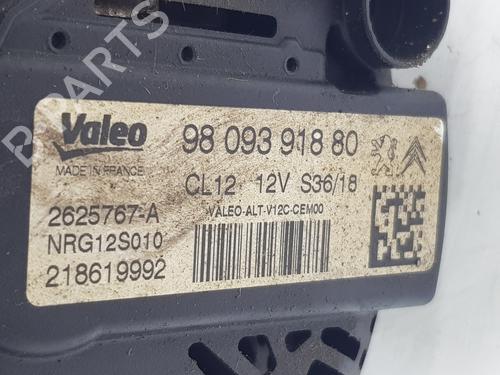 Valeo
MADE IN FRANCE
98 093 918 80
CL12 12V S36/18
VALEO-ALT-V12C-CEM00
2625767-A
NRG12S010
218619992
B-PARTS